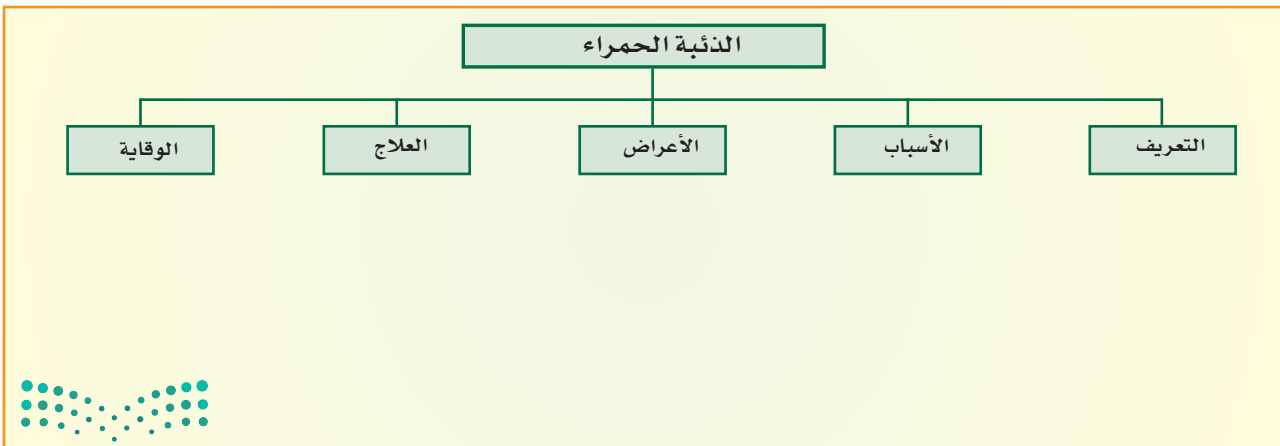 الذئبة الحمراء
التعريف
الأسباب
الأعراض
العلاج
الوقاية